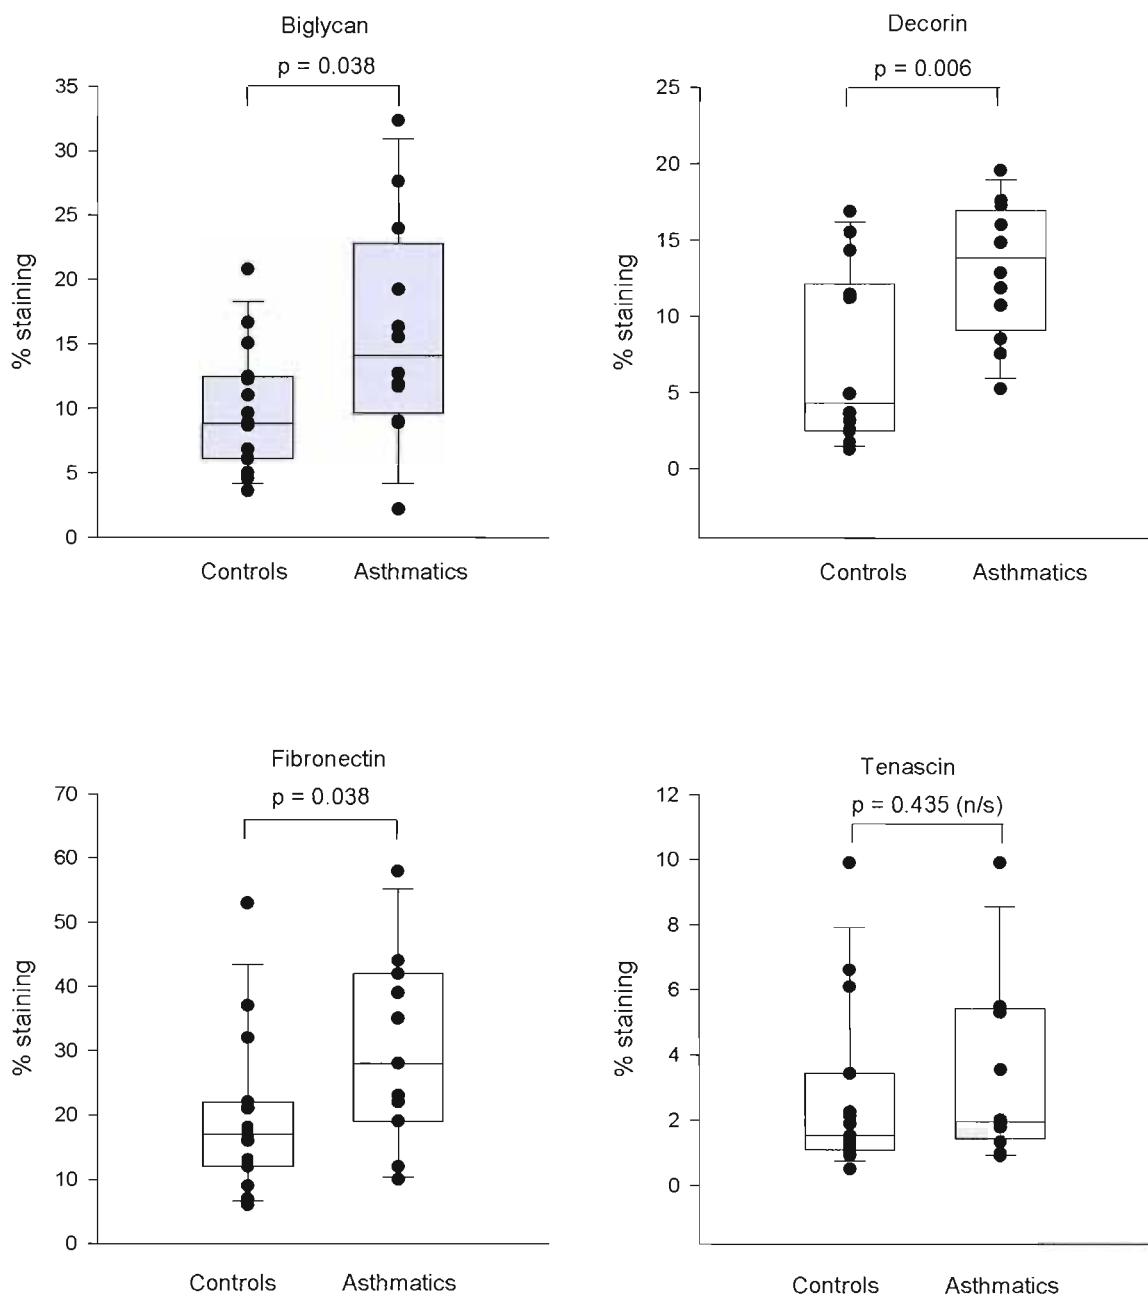 Biglycan
p = 0.038
35
30
25
20
15
10
5
0
% staining
Controls Asthmatics
Decorin
p = 0.006
25
20
15
10
5
0
% staining
Controls Asthmatics
Fibronectin
p = 0.038
70
60
50
40
30
20
10
0
% staining
Controls Asthmatics
Tenascin
p = 0.435 (n/s)
12
10
8
6
4
2
0
% staining
Controls Asthmatics